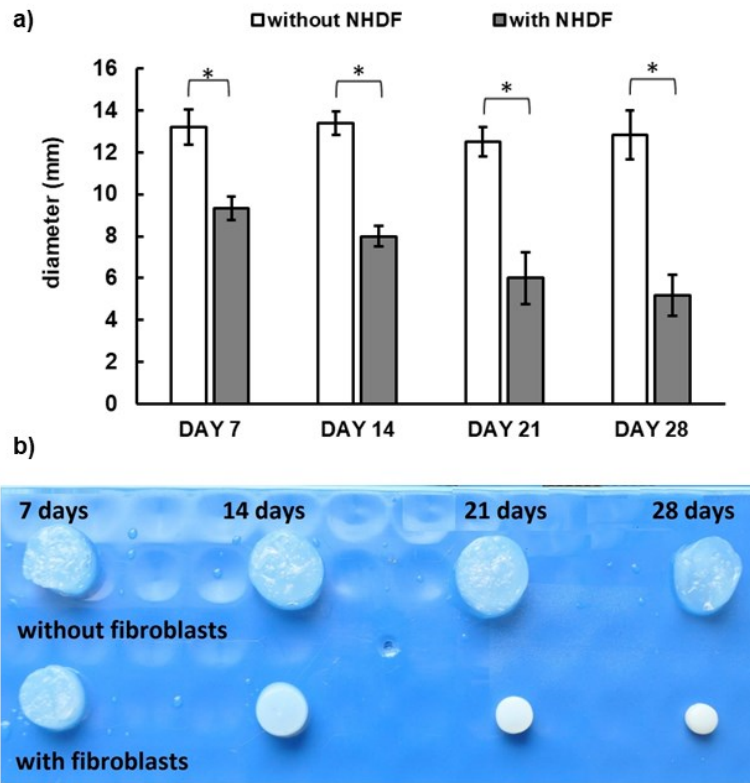 a)
without NHDF with NHDF
16
14
12
10
8
6
4
2
0
diameter (mm)
* * * *
DAY 7 DAY 14 DAY 21 DAY 28
b)
7 days 14 days 21 days 28 days
without fibroblasts
with fibroblasts